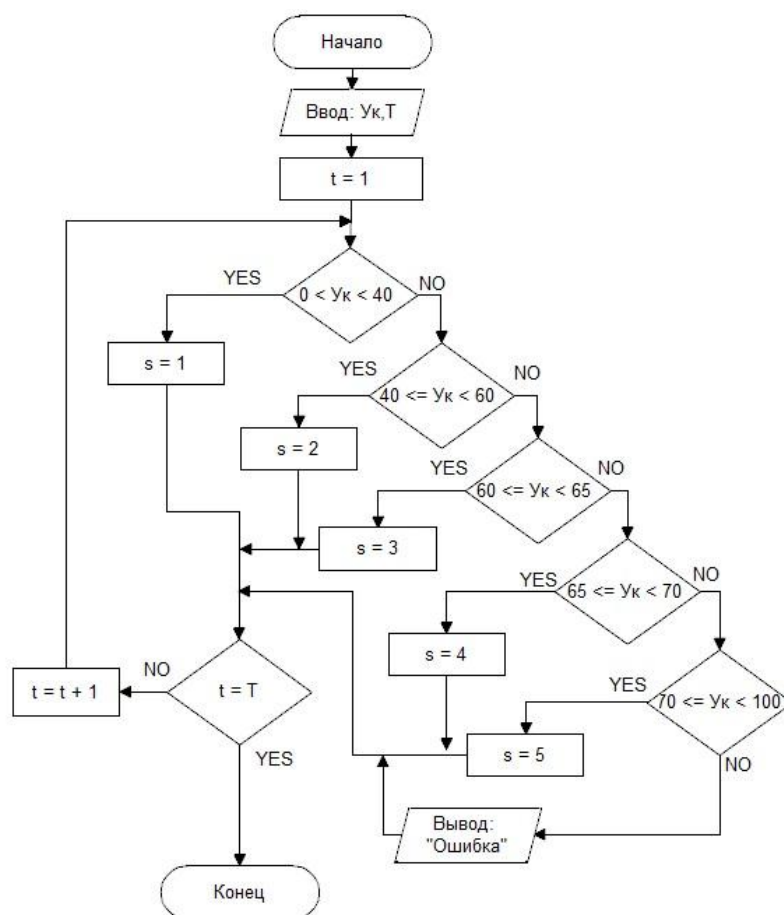 Начало
Ввод: Ук,Т
t = 1
YES
0 < Ук < 40
NO
s = 1
YES
40 <= Ук < 60
NO
s = 2
YES
60 <= Ук < 65
NO
s = 3
YES
65 <= Ук < 70
NO
s = 4
t = t + 1
NO
t = T
YES
YES
70 <= Ук < 100
NO
s = 5
Вывод:
"Ошибка"
Конец